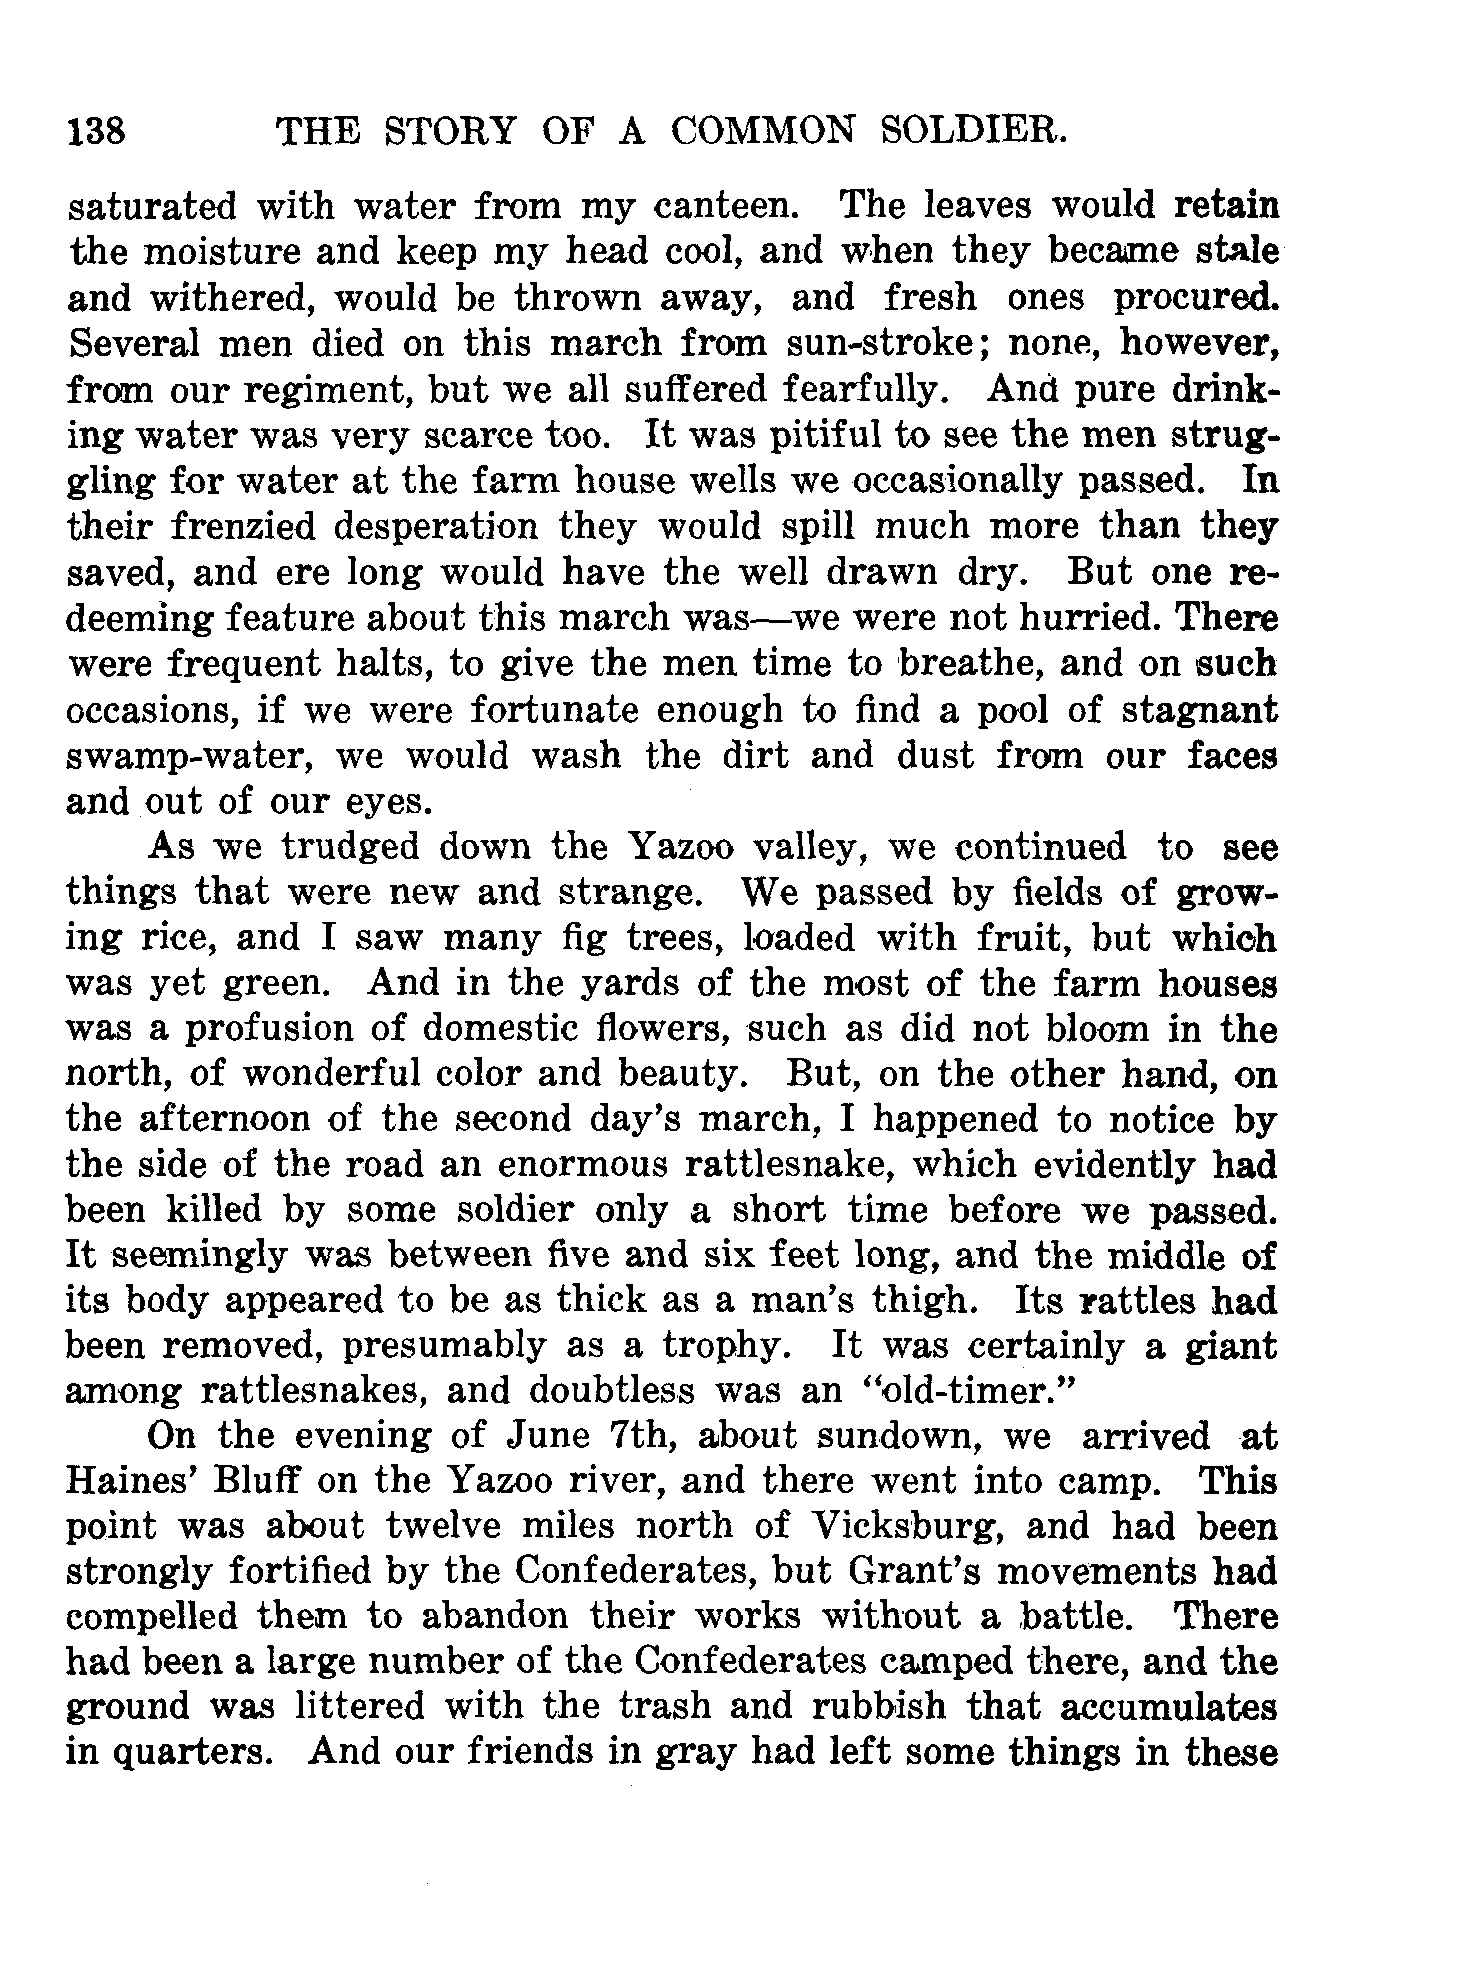 138 THE STORY OF A COMMON SOLDIER.
saturated with water from my canteen. The leaves would retain
the moisture and keep my head cool, and when they became stale
and withered, would be thrown away, and fresh ones procured.
Several men died on this march from sun-stroke; none, however,
from our regiment, but we all suffered fearfully. And pure drink-
ing water was very scarce too. It was pitiful to see the men strug-
gling for water at the farm house wells we occasionally passed. In
their frenzied desperation they would spill much more than they
saved, and ere long would have the well drawn dry. But one re-
deeming feature about this march was—we were not hurried. There
were frequent halts, to give the men time to breathe, and on such
occasions, if we were fortunate enough to find a pool of stagnant
swamp-water, we would wash the dirt and dust from our faces
and out of our eyes.
As we trudged down the Yazoo valley, we continued to see
things that were new and strange. We passed by fields of grow-
ing rice, and I saw many fig trees, loaded with fruit, but which
was yet green. And in the yards of the most of the farm houses
was a profusion of domestic flowers, such as did not bloom in the
north, of wonderful color and beauty. But, on the other hand, on
the afternoon of the second day's march, I happened to notice by
the side of the road an enormous rattlesnake, which evidently had
been killed by some soldier only a short time before we passed.
It seemingly was between five and six feet long, and the middle of
its body appeared to be as thick as a man's thigh. Its rattles had
been removed, presumably as a trophy. It was certainly a giant
among rattlesnakes, and doubtless was an “old-timer.”
On the evening of June 7th, about sundown, we arrived at
Haines' Bluff on the Yazoo river, and there went into camp. This
point was about twelve miles north of Vicksburg, and had been
strongly fortified by the Confederates, but Grant's movements had
compelled them to abandon their works without a battle. There
had been a large number of the Confederates camped there, and the
ground was littered with the trash and rubbish that accumulates
in quarters. And our friends in gray had left some things in these